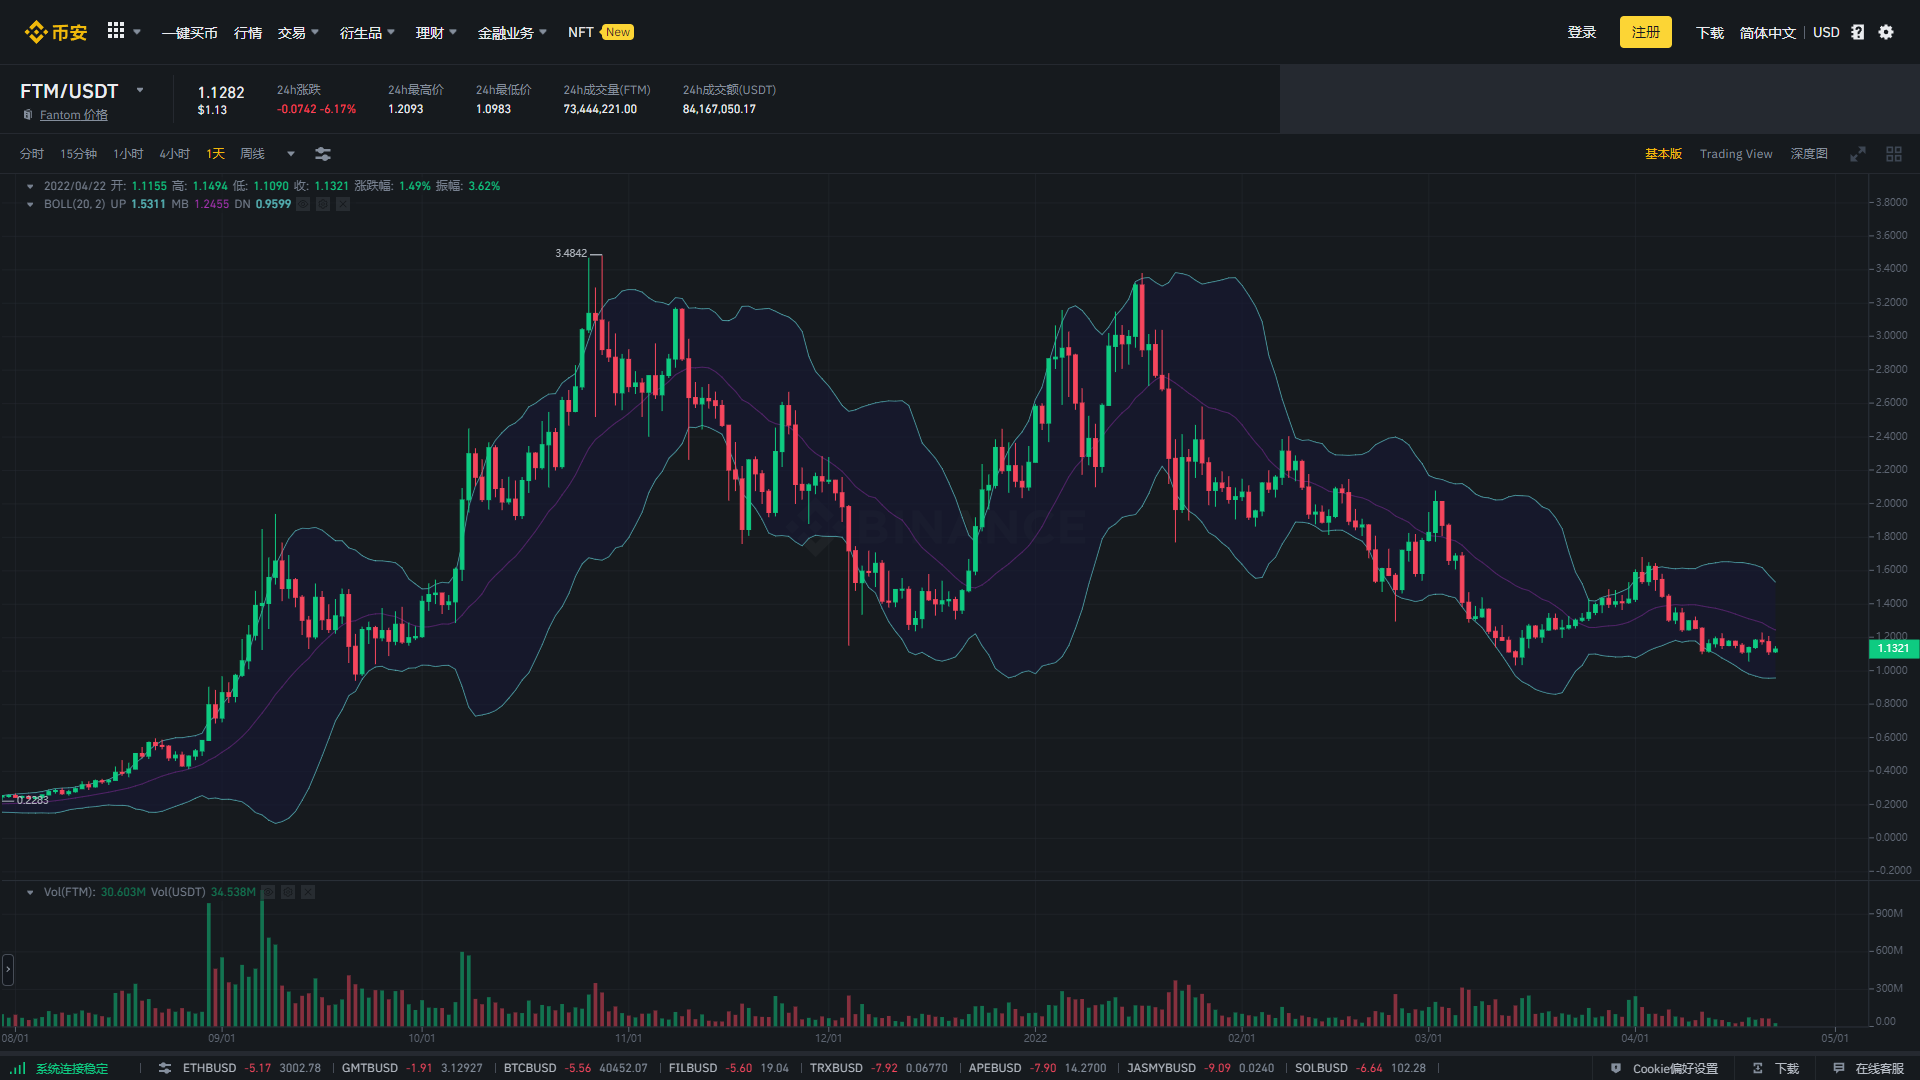 币安 一键买币 行情 交易 衍生品 理财 金融业务 NFT New 登录 注册 下载 简体中文 USD
FTM/USDT
Fantom 价格
1.1282
$1.13
24h涨跌
-0.0742 -6.17%
24h最高价
1.2093
24h最低价
1.0983
24h成交量(FTM)
73,444,221.00
24h成交额(USDT)
84,167,050.17
分时 15分钟 1小时 4小时 1天 周线 基本版 Trading View 深度图
2022/04/22 开: 1.1155 高: 1.1494 低: 1.1090 收: 1.1321 涨跌幅: 1.49% 振幅: 3.62%
BOLL(20, 2) UP 1.5311 MB 1.2455 DN 0.9599
3.4842
0.2283
BINANCE
3.8000
3.6000
3.4000
3.2000
3.0000
2.8000
2.6000
2.4000
2.2000
2.0000
1.8000
1.6000
1.4000
1.2000
1.1321
1.0000
0.8000
0.6000
0.4000
0.2000
0.0000
-0.2000
Vol(FTM): 30.603M Vol(USDT) 34.538M
900M
600M
300M
0.00
08/01 09/01 10/01 11/01 12/01 2022 02/01 03/01 04/01 05/01
系统连接稳定 ETHBUSD -5.17 3002.78 GMTBUSD -1.91 3.12927 BTCBUSD -5.56 40452.07 FILBUSD -5.60 19.04 TRXBUSD -7.92 0.06770 APEBUSD -7.90 14.2700 JASMYBUSD -9.09 0.0240 SOLBUSD -6.64 102.28 Cookie偏好设置 下载 在线客服